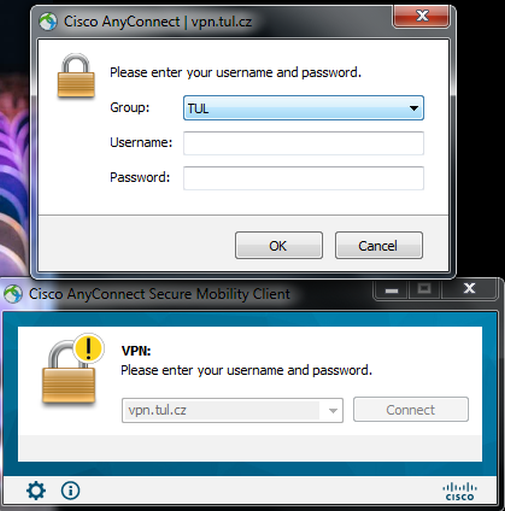 Cisco AnyConnect | vpn.tul.cz
Please enter your username and password.
Group: TUL
Username:
Password:
OK Cancel
Cisco AnyConnect Secure Mobility Client
VPN:
Please enter your username and password.
vpn.tul.cz Connect
CISCO